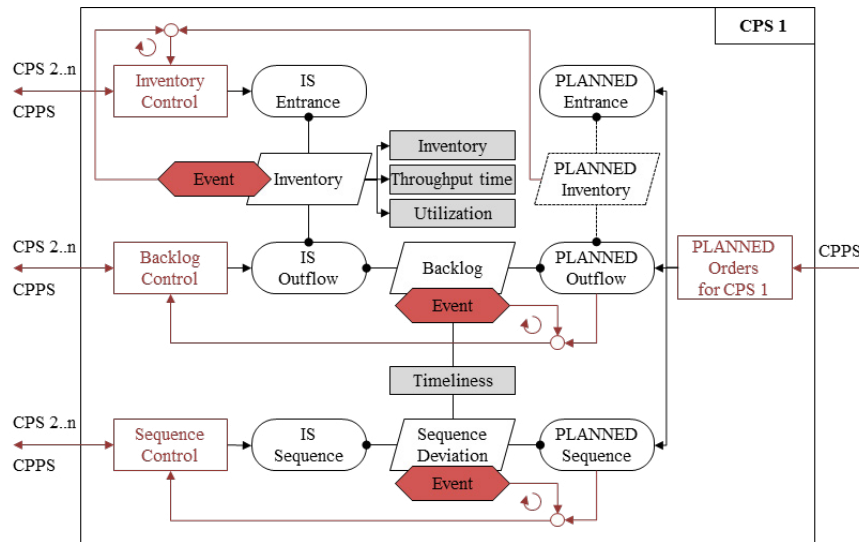 CPS 1
CPS 2..n
CPPS
Inventory
Control
IS
Entrance
PLANNED
Entrance
Event
Inventory
Inventory
Throughput time
Utilization
PLANNED
Inventory
CPS 2..n
CPPS
Backlog
Control
IS
Outflow
Backlog
Event
PLANNED
Outflow
PLANNED
Orders
for CPS 1
CPPS
Timeliness
CPS 2..n
CPPS
Sequence
Control
IS
Sequence
Sequence
Deviation
Event
PLANNED
Sequence